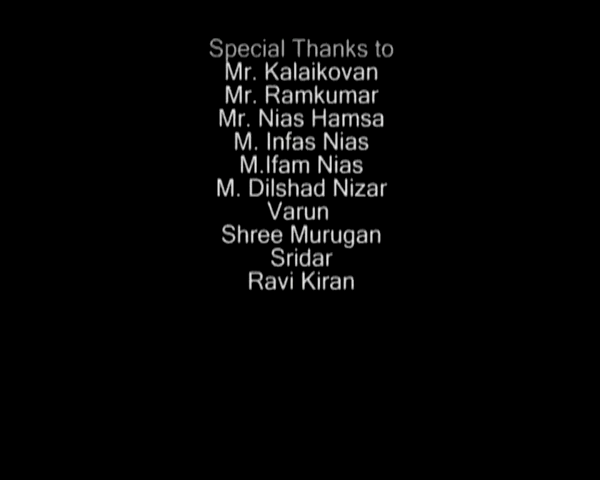 Special Thanks to
Mr. Kalaikovan
Mr. Ramkumar
Mr. Nias Hamsa
M. Infas Nias
M.Ifam Nias
M. Dilshad Nizar
Varun
Shree Murugan
Sridar
Ravi Kiran